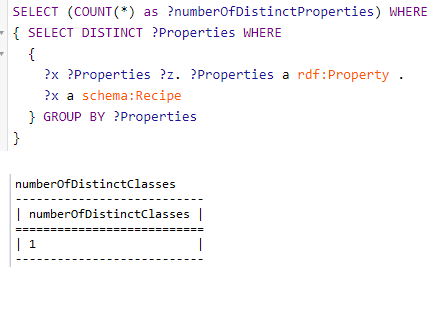 SELECT (COUNT(*) as ?numberOfDistinctProperties) WHERE
{ SELECT DISTINCT ?Properties WHERE
{
?x ?Properties ?z. ?Properties a rdf:Property .
?x a schema:Recipe
} GROUP BY ?Properties
}
numberOfDistinctClasses
---------------------------
| numberOfDistinctClasses |
===========================
| 1                       |
---------------------------